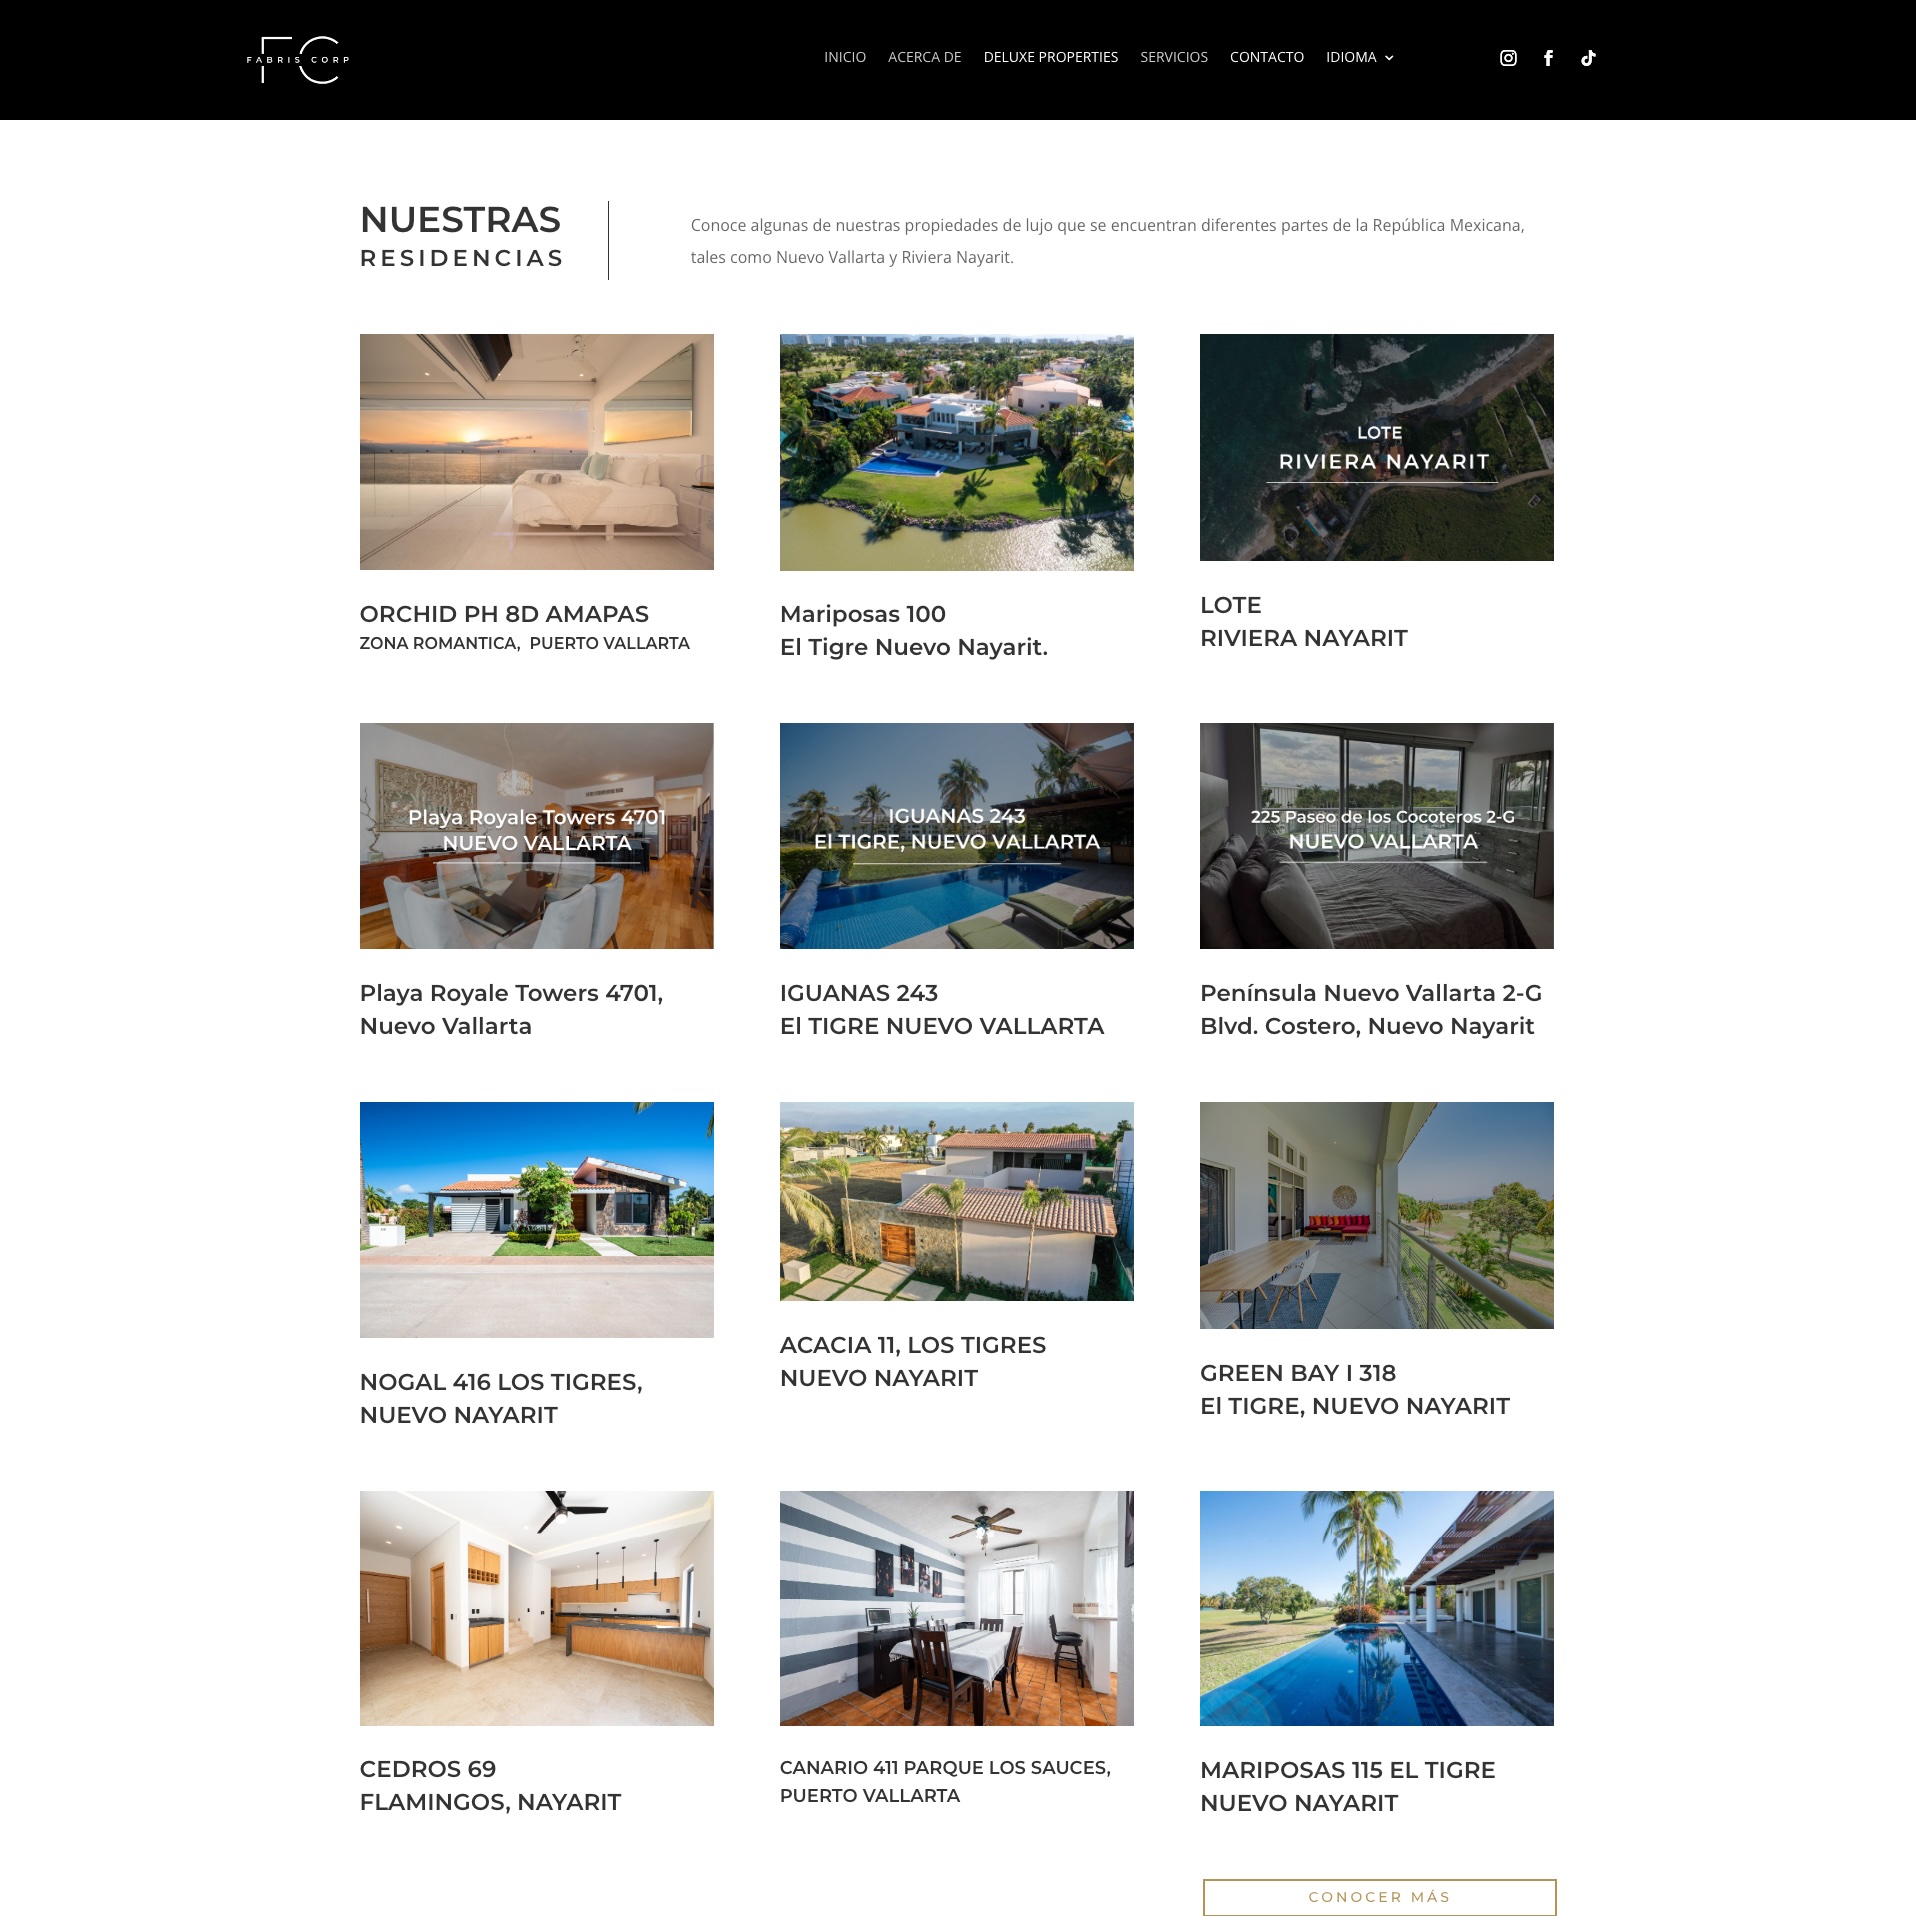 FABRIS CORP
FC
INICIO ACERCA DE DELUXE PROPERTIES SERVICIOS CONTACTO IDIOMA
NUESTRAS
RESIDENCIAS
Conoce algunas de nuestras propiedades de lujo que se encuentran diferentes partes de la República Mexicana,
tales como Nuevo Vallarta y Riviera Nayarit.
LOTE
RIVIERA NAYARIT
ORCHID PH 8D AMAPAS
ZONA ROMANTICA, PUERTO VALLARTA
Mariposas 100
El Tigre Nuevo Nayarit.
LOTE
RIVIERA NAYARIT
Playa Royale Towers 4701
NUEVO VALLARTA
IGUANAS 243
El TIGRE, NUEVO VALLARTA
225 Paseo de los Cocoteros 2-G
NUEVO VALLARTA
Playa Royale Towers 4701,
Nuevo Vallarta
IGUANAS 243
El TIGRE NUEVO VALLARTA
Península Nuevo Vallarta 2-G
Blvd. Costero, Nuevo Nayarit
NOGAL 416 LOS TIGRES,
NUEVO NAYARIT
ACACIA 11, LOS TIGRES
NUEVO NAYARIT
GREEN BAY I 318
El TIGRE, NUEVO NAYARIT
CEDROS 69
FLAMINGOS, NAYARIT
CANARIO 411 PARQUE LOS SAUCES,
PUERTO VALLARTA
MARIPOSAS 115 EL TIGRE
NUEVO NAYARIT
CONOCER MÁS